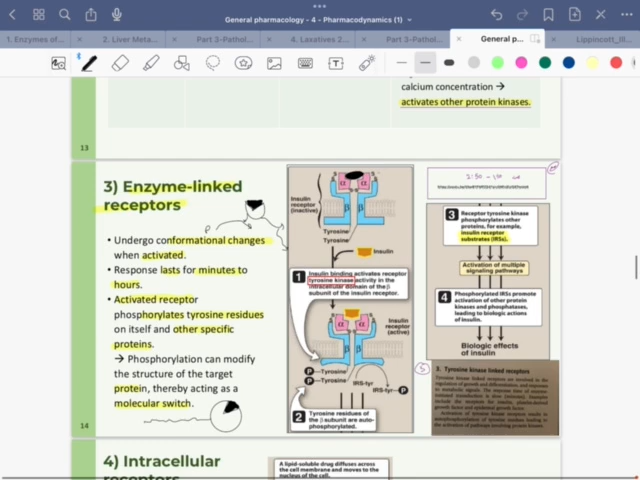 General pharmacology - 4 - Pharmacodynamics (1)
1. Enzymes of...
2. Liver Meta...
Part 3-Pathol...
4. Laxatives 2...
Part 3-Pathol...
General p...
Lippincott_Ill...
calcium concentration →
activates other protein kinases.
13
3) Enzyme-linked
receptors
• Undergo conformational changes
when activated.
• Response lasts for minutes to
hours.
• Activated receptor
phosphorylates tyrosine residues
on itself and other specific
proteins.
→ Phosphorylation can modify
the structure of the target
protein, thereby acting as a
molecular switch.
14
Insulin
receptor
(inactive)
α α
β β
Tyrosine
Tyrosine
Insulin
1 Insulin binding activates receptor
tyrosine kinase activity in the
intracellular domain of the β
subunit of the insulin receptor.
Insulin
receptor
(active)
α α
β β
P Tyrosine
P Tyrosine
IRS-tyr
IRS-tyr P
2 Tyrosine residues of
the β subunit are auto-
phosphorylated.
3 Receptor tyrosine kinase
phosphorylates other
proteins, for example,
insulin receptor
substrates (IRSs).
Activation of multiple
signaling pathways
4 Phosphorylated IRSs promote
activation of other protein
kinases and phosphatases,
leading to biologic actions
of insulin.
Biologic effects
of insulin
3. Tyrosine kinase linked receptors
4) Intracellular
receptors
A lipid-soluble drug diffuses across
the cell membrane and moves to the
nucleus of the cell.